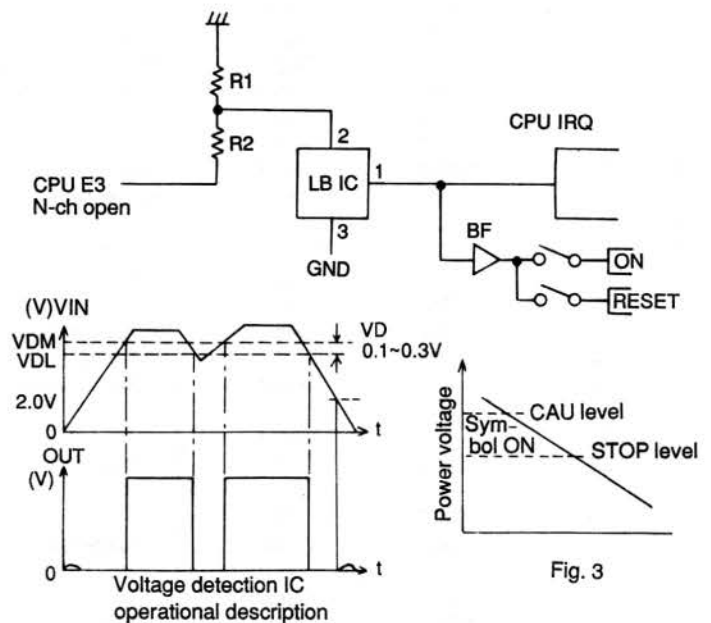 R1
R2
CPU E3
N-ch open
2
LB IC
1
3
GND
CPU IRQ
BF
ON
RESET
(V)VIN
VDM
VDL
2.0V
0
t
VD
0.1~0.3V
OUT
(V)
0
t
Voltage detection IC
operational description
Power voltage
CAU level
Sym-
bol ON
STOP level
Fig. 3